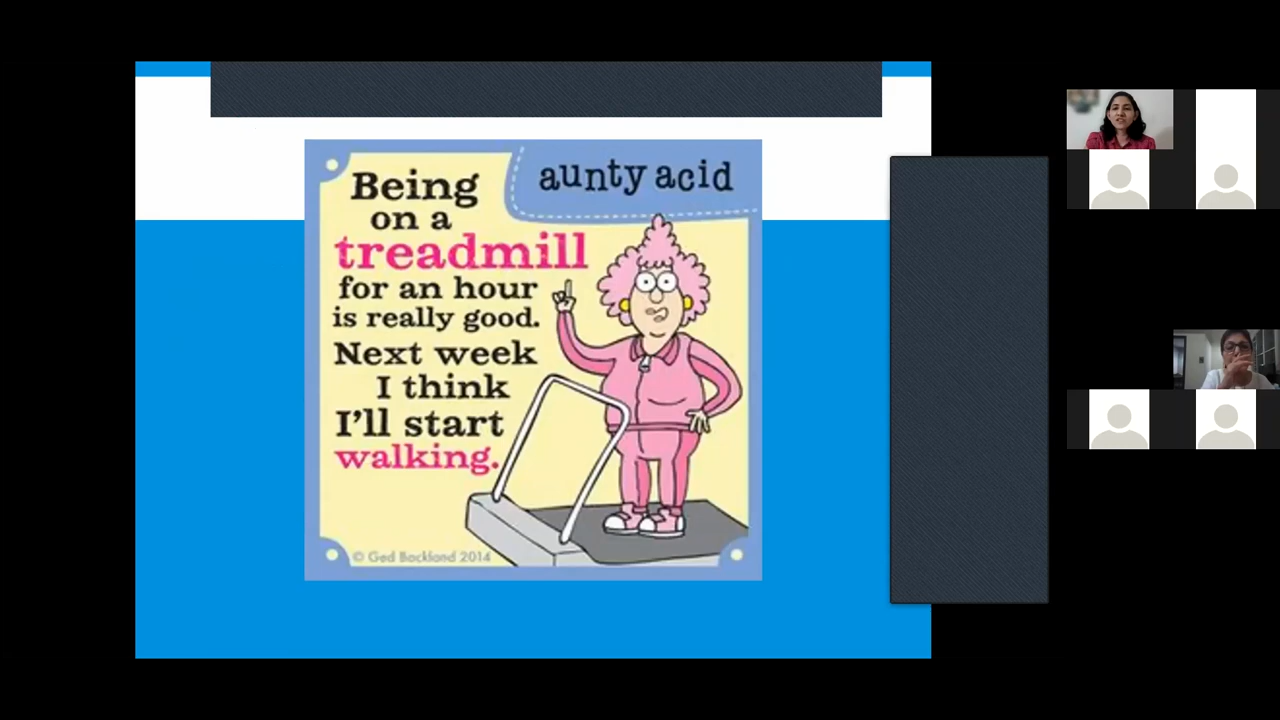 aunty acid
Being
on a
treadmill
for an hour
is really good.
Next week
I think
I'll start
walking.
© Ged Backland 2014